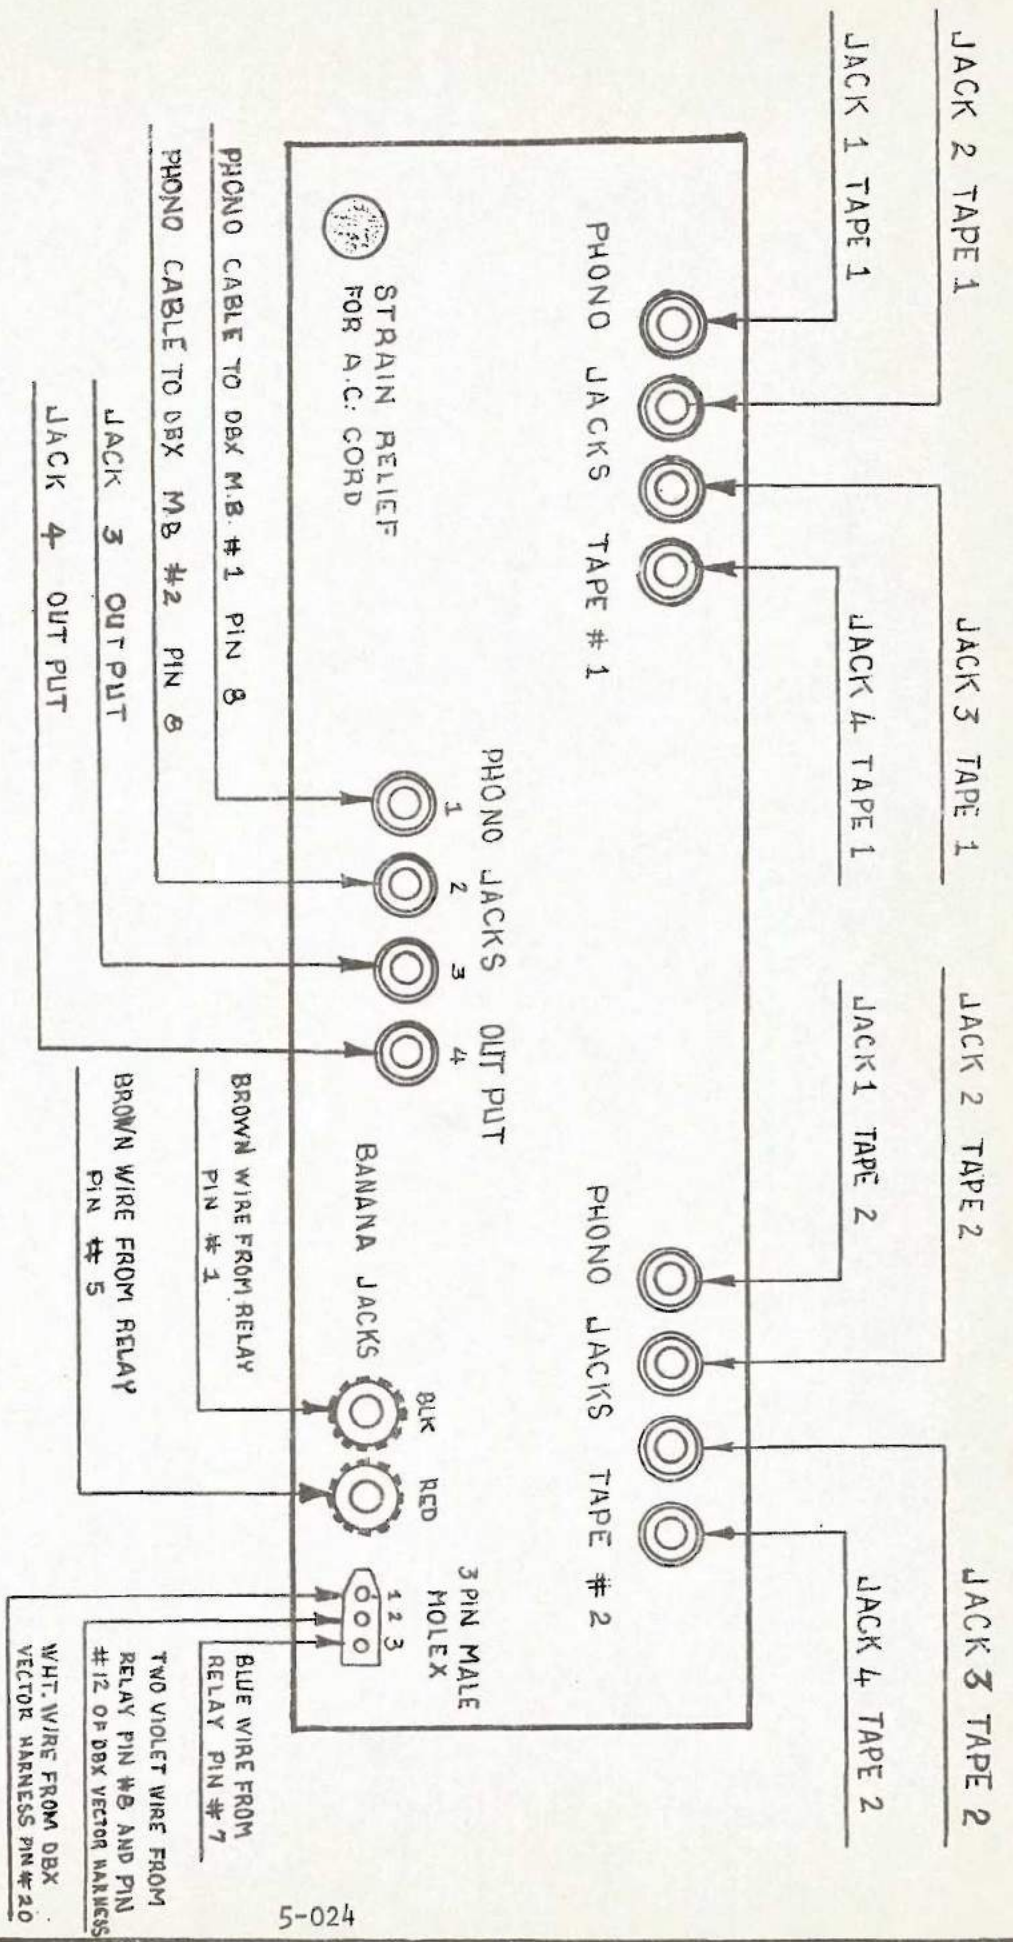 JACK 2 TAPE 1
JACK 1 TAPE 1
JACK 3 TAPE 1
JACK 4 TAPE 1
JACK 2 TAPE 2
JACK1 TAPE 2
JACK 3 TAPE 2
JACK 4 TAPE 2
PHONO JACKS TAPE # 1
PHONO JACKS TAPE # 2
STRAIN RELIEF
FOR A.C. CORD
PHONO JACKS OUT PUT
1 2 3 4
BANANA JACKS
BLK RED
3 PIN MALE
MOLEX
1 2 3
PHONO CABLE TO DBX M.B. # 1 PIN 8
PHONO CABLE TO DBX M.B #2 PIN 8
JACK 3 OUT PUT
JACK 4 OUT PUT
BROWN WIRE FROM RELAY
PIN # 1
BROWN WIRE FROM RELAY
PIN # 5
BLUE WIRE FROM
RELAY PIN # 7
TWO VIOLET WIRE FROM
RELAY PIN #8 AND PIN
#12 OF DBX VECTOR HARNESS
WHT. WIRE FROM DBX
VECTOR HARNESS PIN #20
5-024